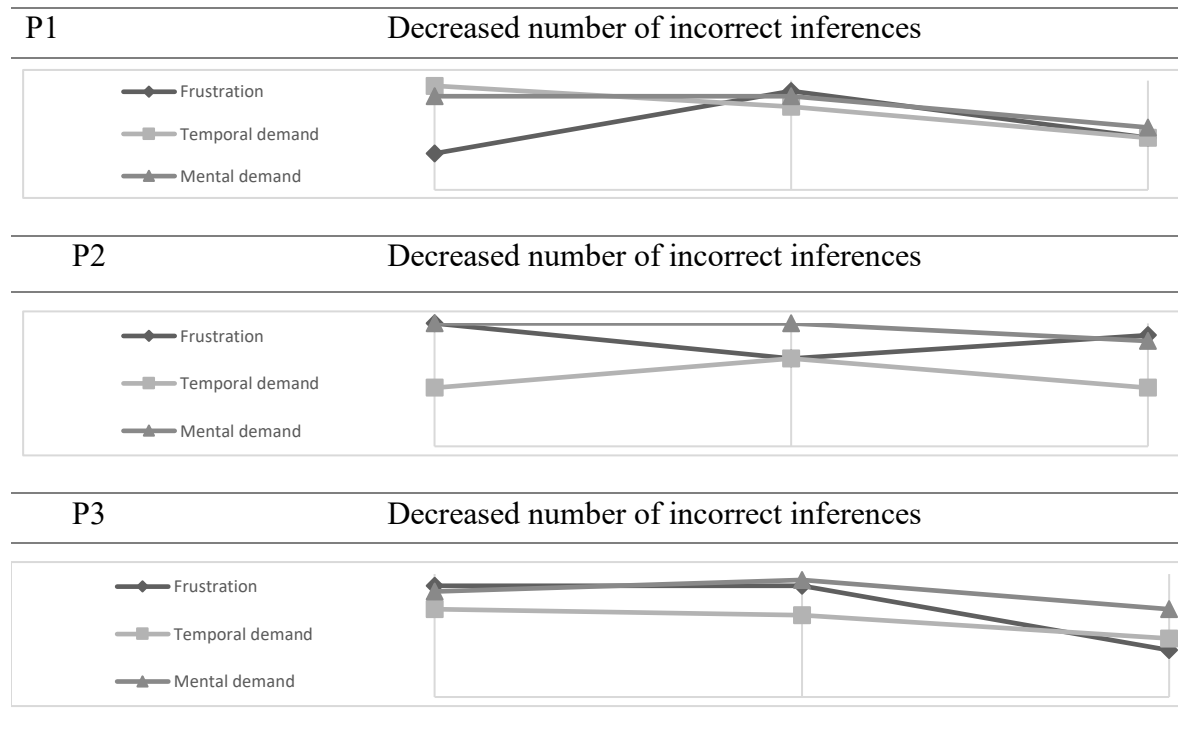 P1 Decreased number of incorrect inferences
Frustration
Temporal demand
Mental demand
P2 Decreased number of incorrect inferences
Frustration
Temporal demand
Mental demand
P3 Decreased number of incorrect inferences
Frustration
Temporal demand
Mental demand